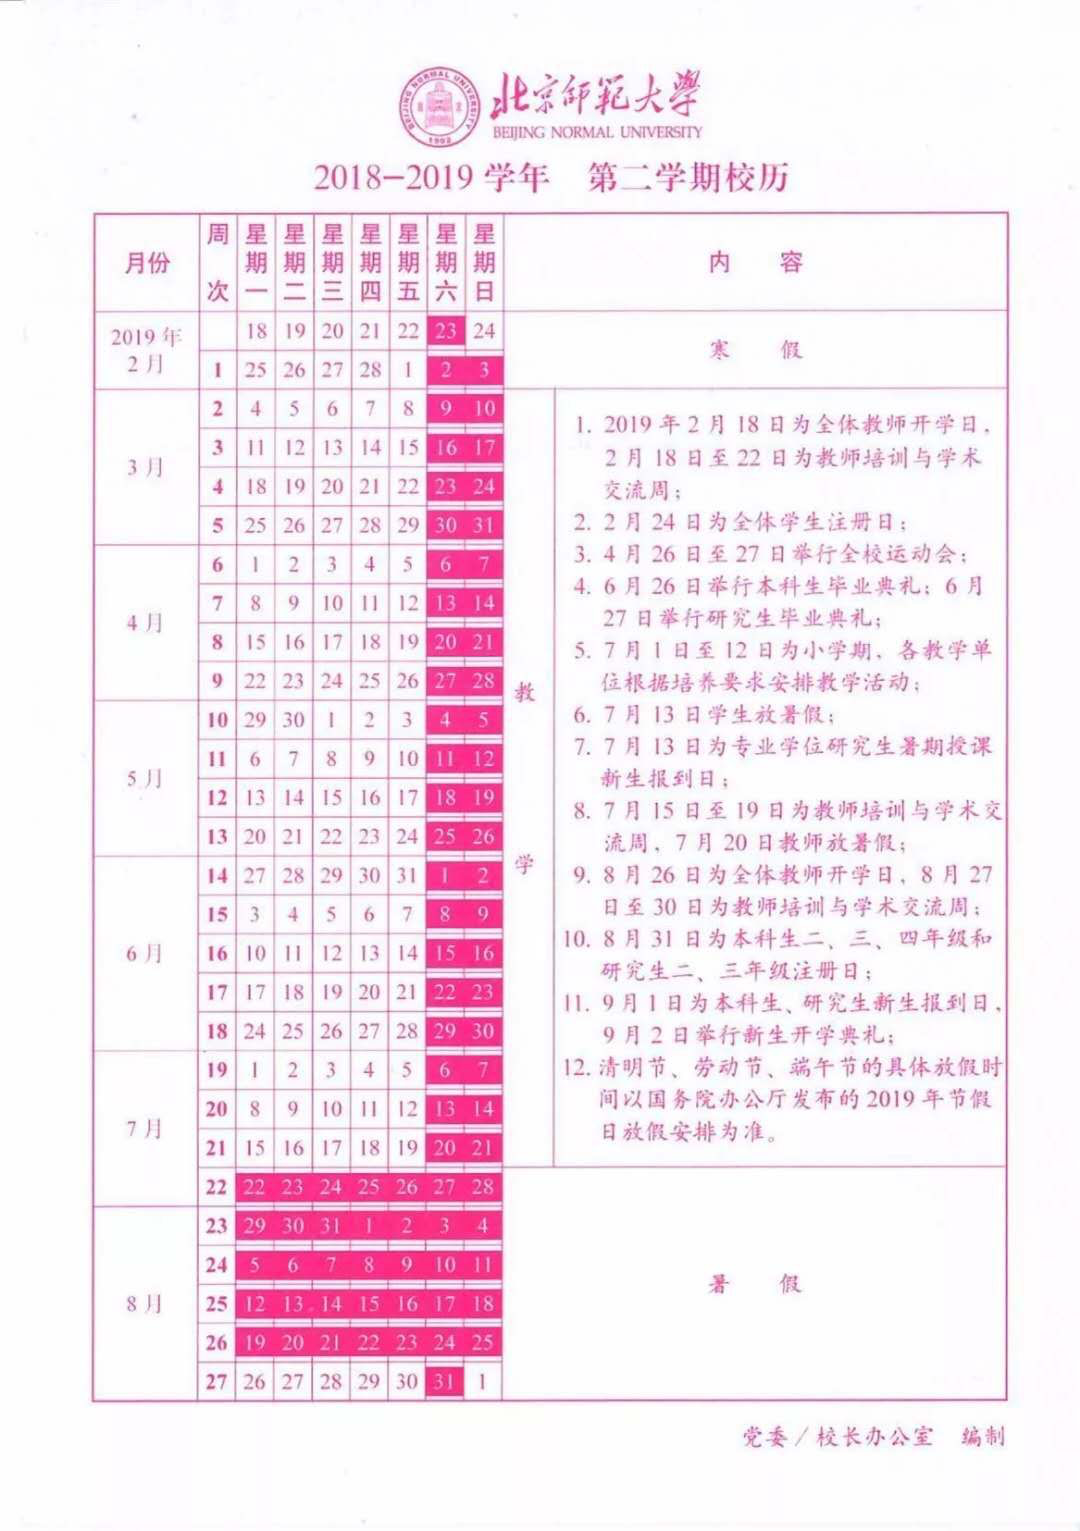 BEIJING NORMAL UNIVERSITY
1902
北京師範大學
BEIJING NORMAL UNIVERSITY
2018-2019 学年 第二学期校历
月份 周次 星期一 星期二 星期三 星期四 星期五 星期六 星期日 内 容
2019 年
2 月
18 19 20 21 22 23 24
1 25 26 27 28 1 2 3
寒 假
3 月
2 4 5 6 7 8 9 10
3 11 12 13 14 15 16 17
4 18 19 20 21 22 23 24
5 25 26 27 28 29 30 31
4 月
6 1 2 3 4 5 6 7
7 8 9 10 11 12 13 14
8 15 16 17 18 19 20 21
9 22 23 24 25 26 27 28
5 月
10 29 30 1 2 3 4 5
11 6 7 8 9 10 11 12
12 13 14 15 16 17 18 19
13 20 21 22 23 24 25 26
6 月
14 27 28 29 30 31 1 2
15 3 4 5 6 7 8 9
16 10 11 12 13 14 15 16
17 17 18 19 20 21 22 23
18 24 25 26 27 28 29 30
7 月
19 1 2 3 4 5 6 7
20 8 9 10 11 12 13 14
21 15 16 17 18 19 20 21
22 22 23 24 25 26 27 28
8 月
23 29 30 31 1 2 3 4
24 5 6 7 8 9 10 11
25 12 13 14 15 16 17 18
26 19 20 21 22 23 24 25
27 26 27 28 29 30 31 1
教
学
1. 2019 年 2 月 18 日为全体教师开学日，
2 月 18 日至 22 日为教师培训与学术
交流周；
2. 2 月 24 日为全体学生注册日；
3. 4 月 26 日至 27 日举行全校运动会；
4. 6 月 26 日举行本科生毕业典礼；6 月
27 日举行研究生毕业典礼；
5. 7 月 1 日至 12 日为小学期，各教学单
位根据培养要求安排教学活动；
6. 7 月 13 日学生放暑假；
7. 7 月 13 日为专业学位研究生暑期授课
新生报到日；
8. 7 月 15 日至 19 日为教师培训与学术交
流周，7 月 20 日教师放暑假；
9. 8 月 26 日为全体教师开学日，8 月 27
日至 30 日为教师培训与学术交流周；
10. 8 月 31 日为本科生二、三、四年级和
研究生二、三年级注册日；
11. 9 月 1 日为本科生、研究生新生报到日，
9 月 2 日举行新生开学典礼；
12. 清明节、劳动节、端午节的具体放假时
间以国务院办公厅发布的 2019 年节假
日放假安排为准。
暑 假
党委／校长办公室 编制